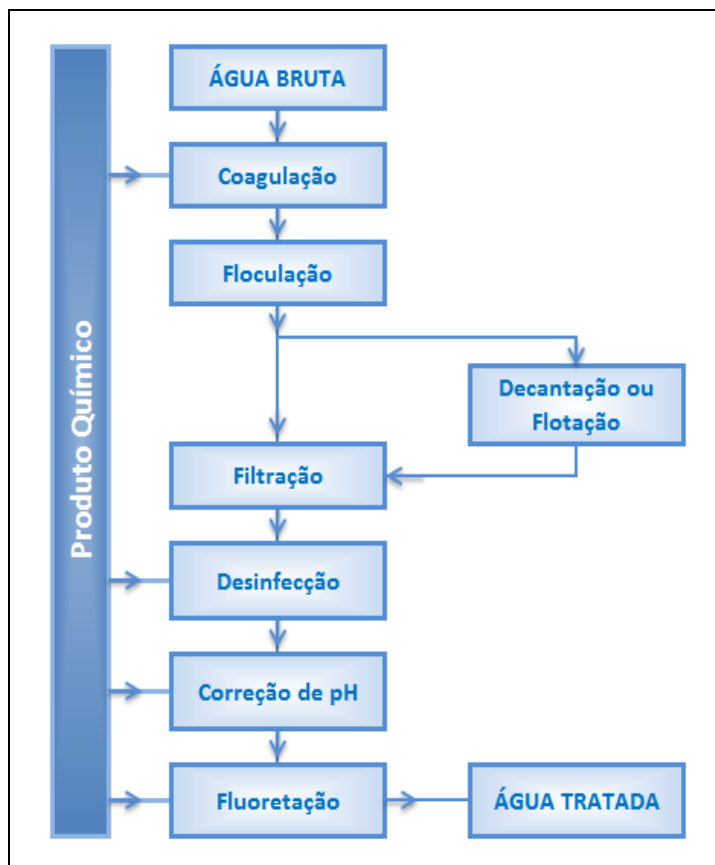 ÁGUA BRUTA
Coagulação
Floculação
Decantação ou
Flotação
Filtração
Desinfecção
Correção de pH
Fluoretação
ÁGUA TRATADA
Produto Químico